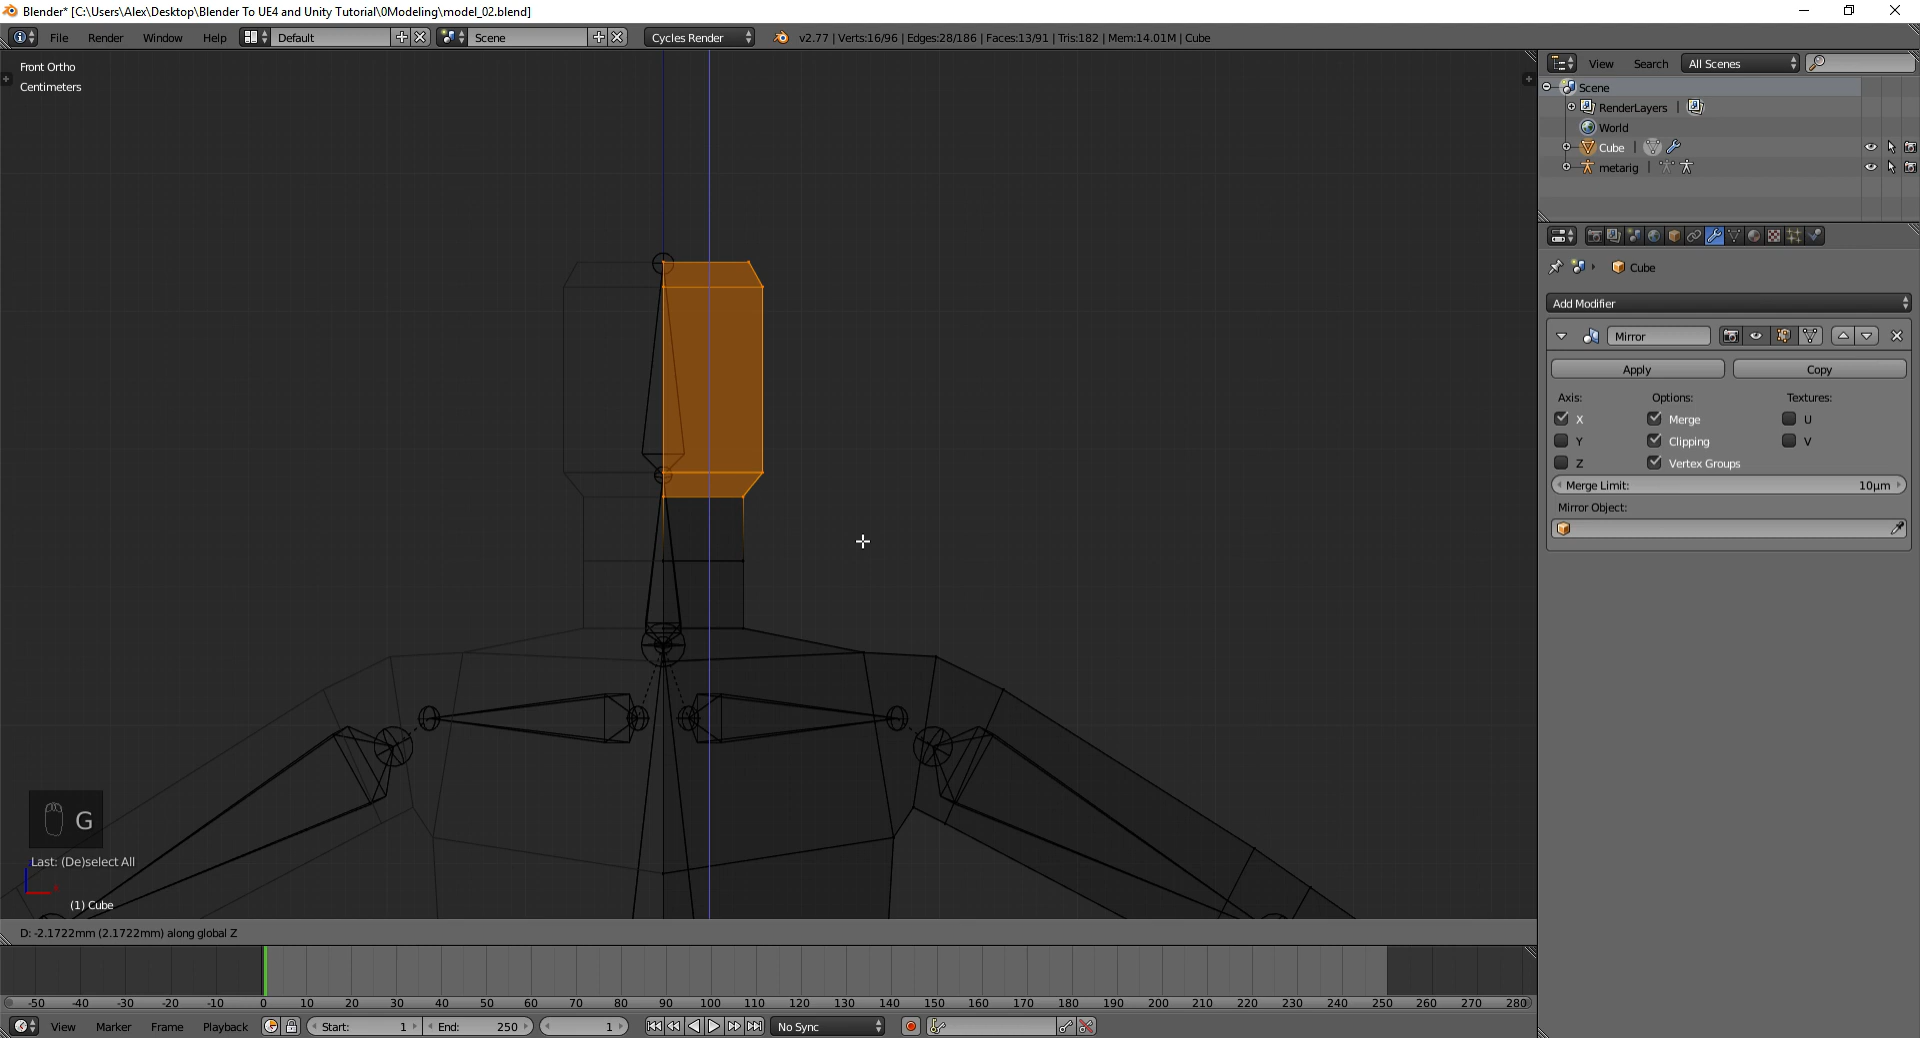 Blender* [C:\Users\Alex\Desktop\Blender To UE4 and Unity Tutorial\0Modeling\model_02.blend]
File Render Window Help Default Scene Cycles Render v2.77 | Verts:16/96 | Edges:28/186 | Faces:13/91 | Tris:182 | Mem:14.01M | Cube
Front Ortho
Centimeters
View Search All Scenes
Scene
RenderLayers |
World
Cube |
metarig |
Cube
Add Modifier
Mirror
Apply Copy
Axis: Options: Textures:
X Merge U
Y Clipping V
Z Vertex Groups
Merge Limit: 10µm
Mirror Object:
G
Last: (De)select All
(1) Cube
D: -2.1722mm (2.1722mm) along global Z
-50 -40 -30 -20 -10 0 10 20 30 40 50 60 70 80 90 100 110 120 130 140 150 160 170 180 190 200 210 220 230 240 250 260 270 280
View Marker Frame Playback Start: 1 End: 250 1 No Sync